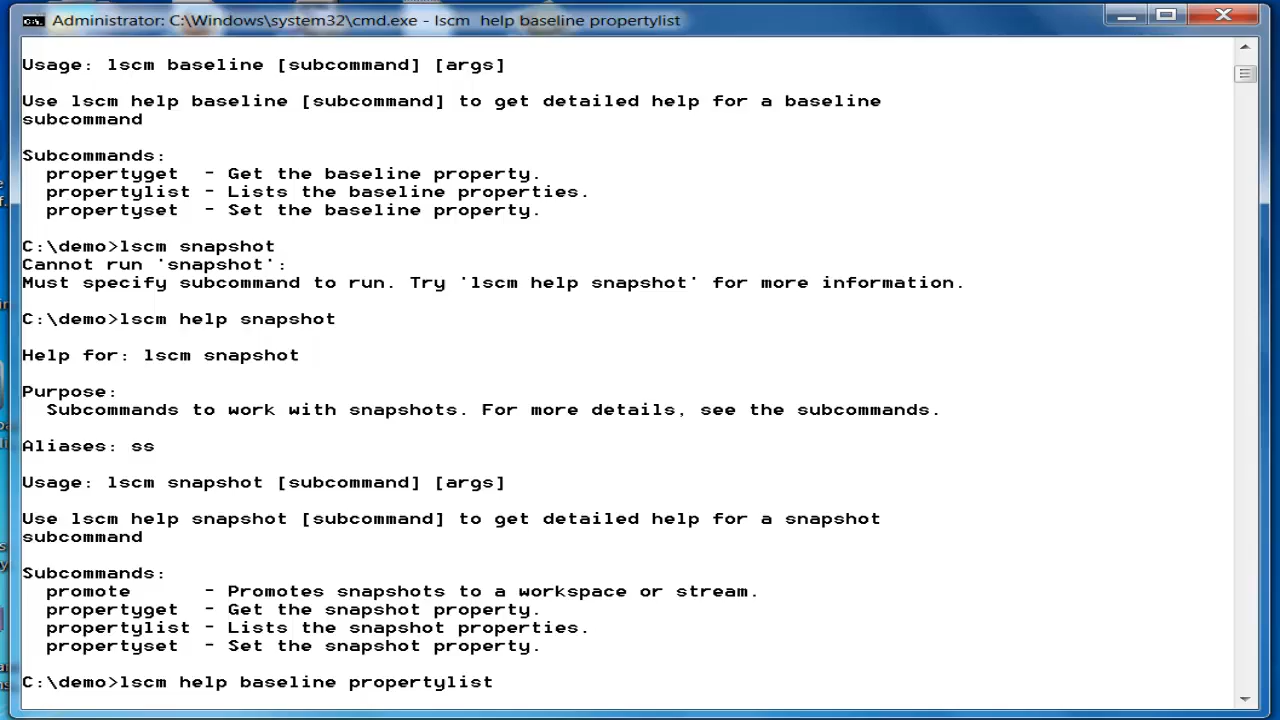 Administrator: C:\Windows\system32\cmd.exe - lscm  help baseline propertylist
Usage: lscm baseline [subcommand] [args]
Use lscm help baseline [subcommand] to get detailed help for a baseline
subcommand
Subcommands:
  propertyget  - Get the baseline property.
  propertylist - Lists the baseline properties.
  propertyset  - Set the baseline property.
C:\demo>lscm snapshot
Cannot run 'snapshot':
Must specify subcommand to run. Try 'lscm help snapshot' for more information.
C:\demo>lscm help snapshot
Help for: lscm snapshot
Purpose:
  Subcommands to work with snapshots. For more details, see the subcommands.
Aliases: ss
Usage: lscm snapshot [subcommand] [args]
Use lscm help snapshot [subcommand] to get detailed help for a snapshot
subcommand
Subcommands:
  promote      - Promotes snapshots to a workspace or stream.
  propertyget  - Get the snapshot property.
  propertylist - Lists the snapshot properties.
  propertyset  - Set the snapshot property.
C:\demo>lscm help baseline propertylist